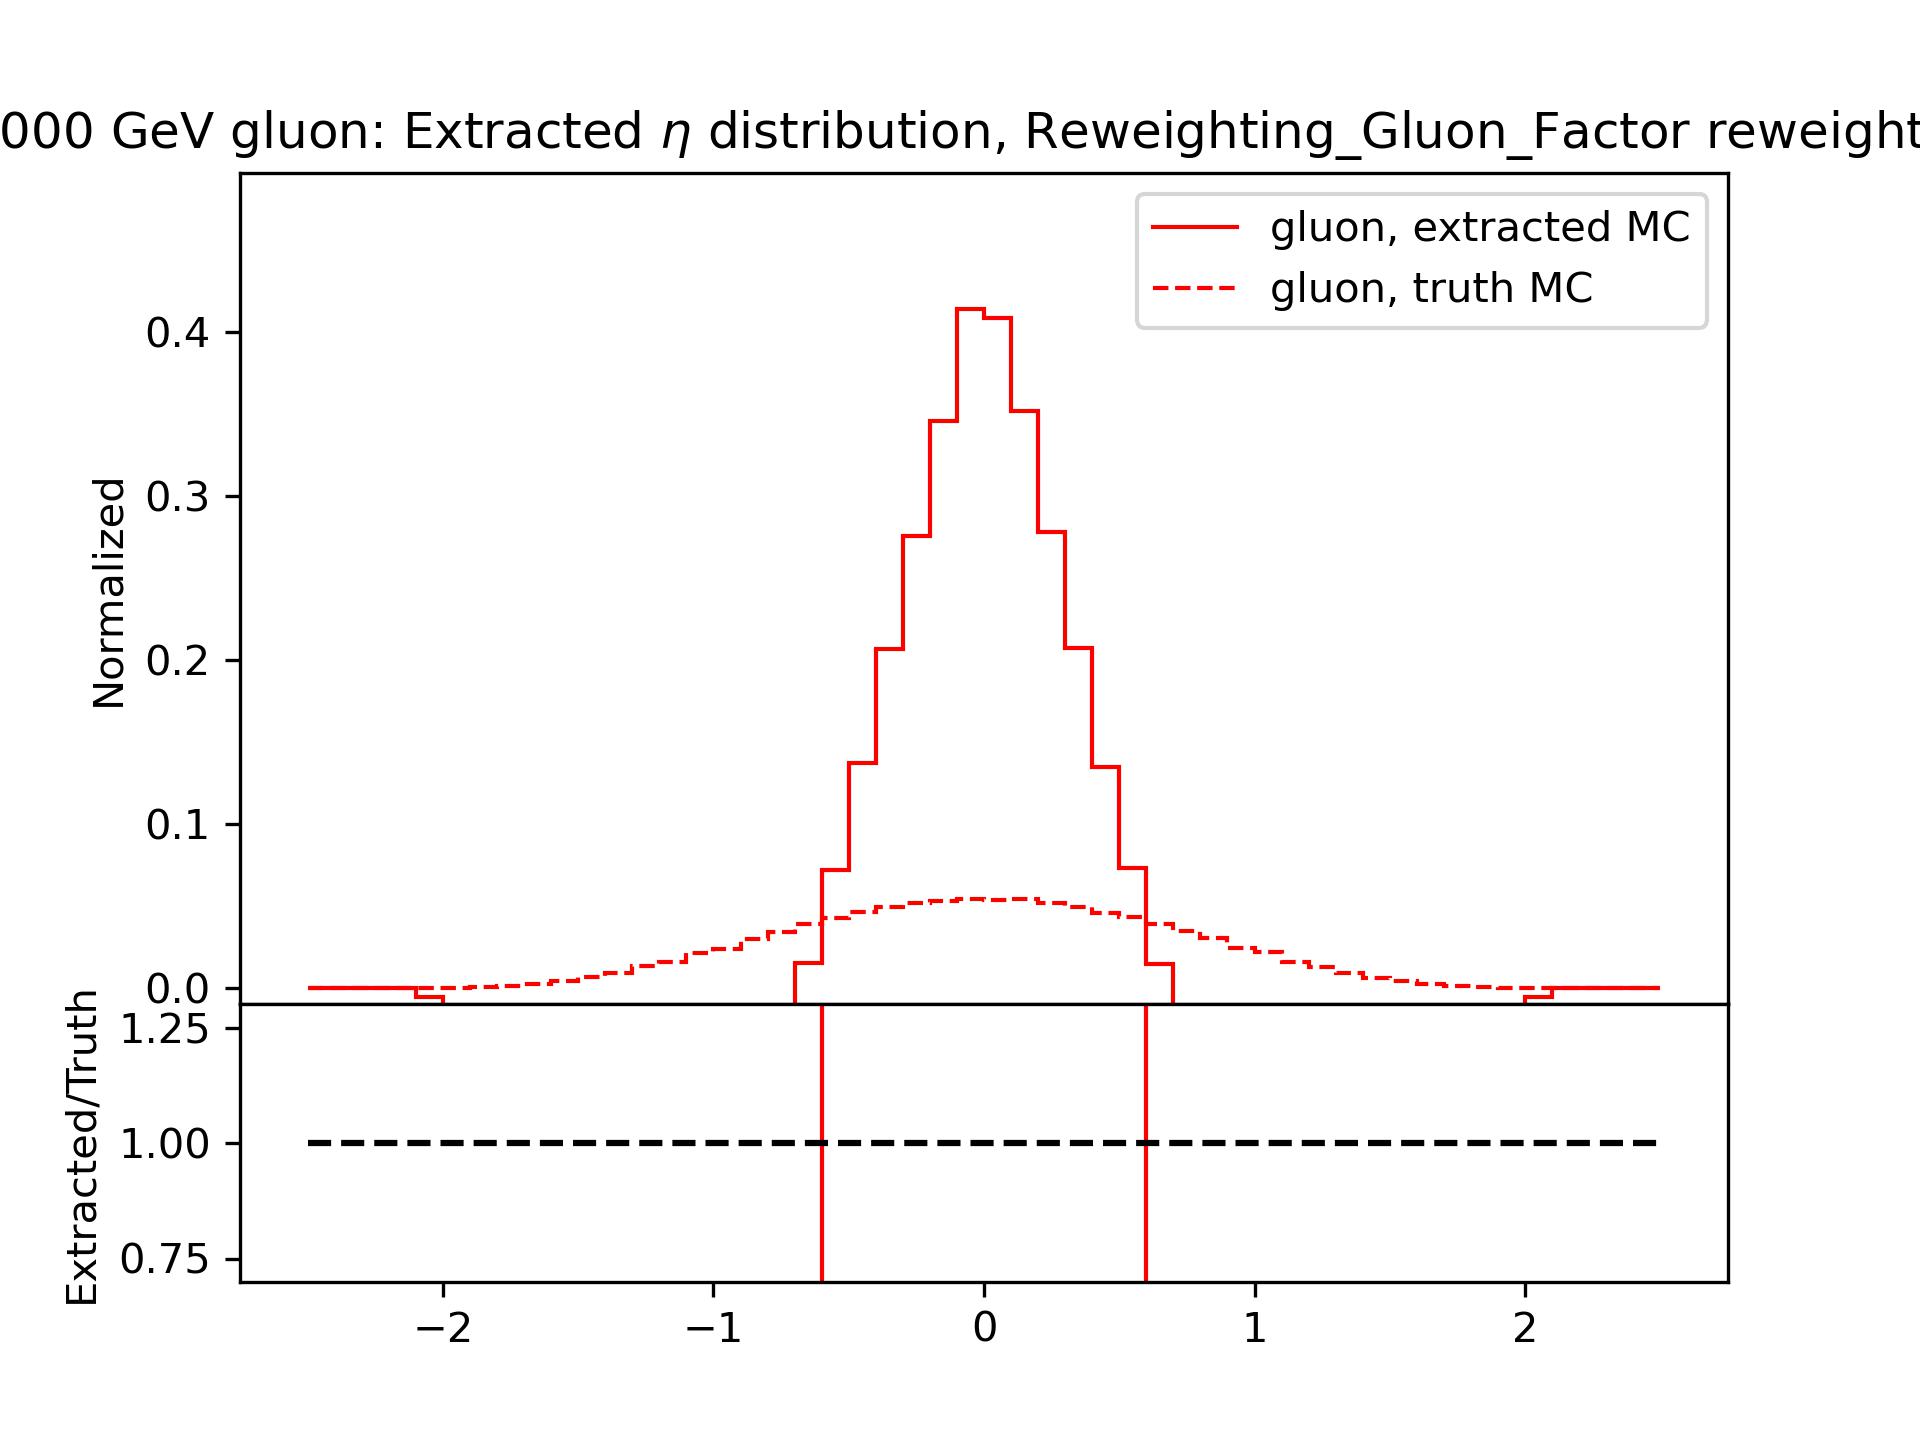 000 GeV gluon: Extracted η distribution, Reweighting_Gluon_Factor reweight
gluon, extracted MC
gluon, truth MC
Normalized
0.4
0.3
0.2
0.1
0.0
Extracted/Truth
1.25
1.00
0.75
−2
−1
0
1
2